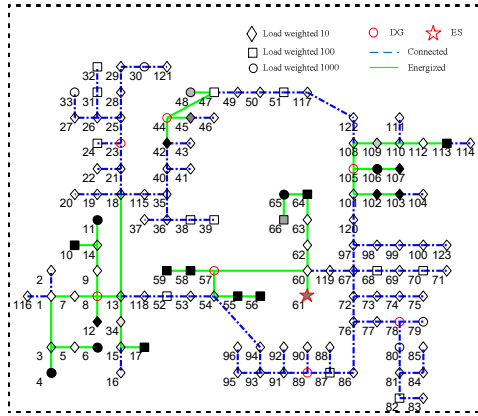 Load weighted 10
DG
ES
Load weighted 100
Connected
Load weighted 1000
Energized
32 29 30 121
33 31 28 48 47 49 50 51 117
27 26 25 44 45 46 122 111
24 23 42 43 108 109 110 112 113 114
22 21 40 41 105 106 107
20 19 18 115 35 65 64 101 102 103 104
11 37 36 38 39 66 63 120
10 14 62 97 98 99 100 123
2 9 59 58 57 60 119 67 68 69 70 71
116 1 7 8 13 118 52 53 54 55 56 61 72 73 74 75
12 34 76 77 78 79
3 5 6 15 17 96 94 92 90 88 80 85
4 16 95 93 91 89 87 86 81 84
82 83